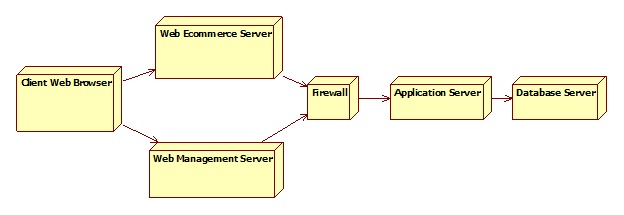 Web Ecommerce Server
Client Web Browser
Firewall
Application Server
Database Server
Web Management Server